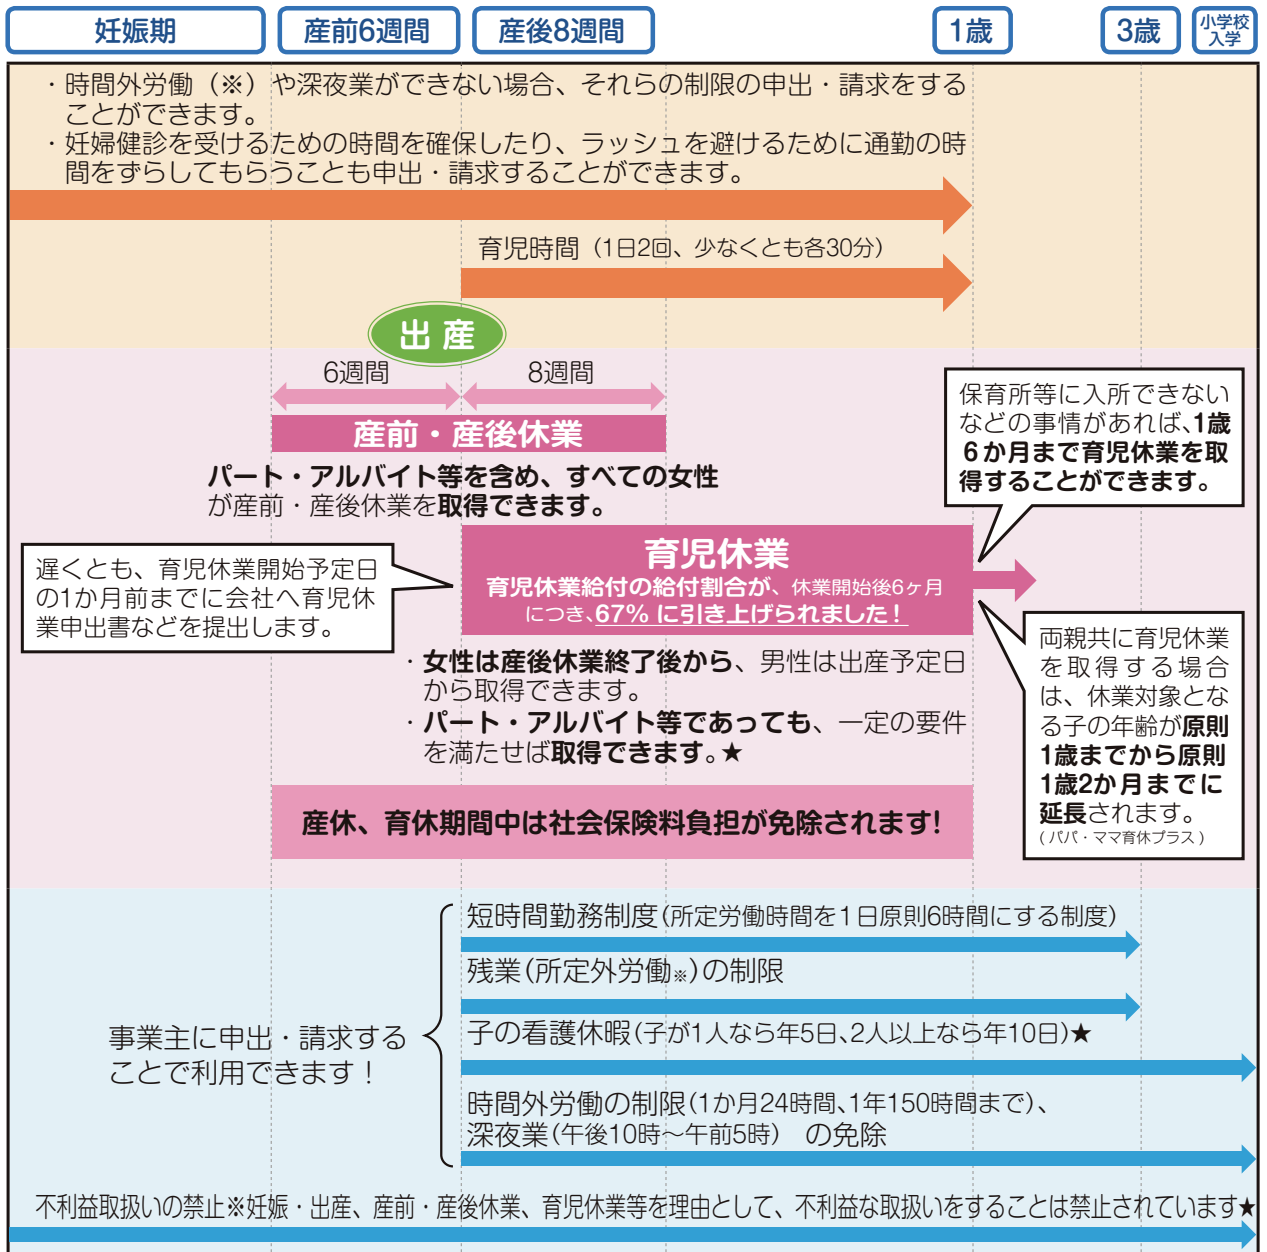 妊娠期
産前6週間
産後8週間
1歳
3歳
小学校
入学
・時間外労働（※）や深夜業ができない場合、それらの制限の申出・請求をする
ことができます。
・妊婦健診を受けるための時間を確保したり、ラッシュを避けるために通勤の時
間をずらしてもらうことも申出・請求することができます。
育児時間（1日2回、少なくとも各30分）
出産
6週間
8週間
産前・産後休業
パート・アルバイト等を含め、すべての女性
が産前・産後休業を取得できます。
保育所等に入所できない
などの事情があれば、1歳
6か月まで育児休業を取
得することができます。
育児休業
育児休業給付の給付割合が、休業開始後6ヶ月
につき、67% に引き上げられました！
遅くとも、育児休業開始予定日
の1か月前までに会社へ育児休
業申出書などを提出します。
・女性は産後休業終了後から、男性は出産予定日
から取得できます。
・パート・アルバイト等であっても、一定の要件
を満たせば取得できます。★
両親共に育児休業
を取得する場合
は、休業対象とな
る子の年齢が原則
1歳までから原則
1歳2か月までに
延長されます。
（パパ・ママ育休プラス）
産休、育休期間中は社会保険料負担が免除されます!
事業主に申出・請求する
ことで利用できます！
短時間勤務制度(所定労働時間を1日原則6時間にする制度)
残業(所定外労働※)の制限
子の看護休暇(子が1人なら年5日、2人以上なら年10日)★
時間外労働の制限(1か月24時間、1年150時間まで)、
深夜業(午後10時～午前5時) の免除
不利益取扱いの禁止※妊娠・出産、産前・産後休業、育児休業等を理由として、不利益な取扱いをすることは禁止されています★